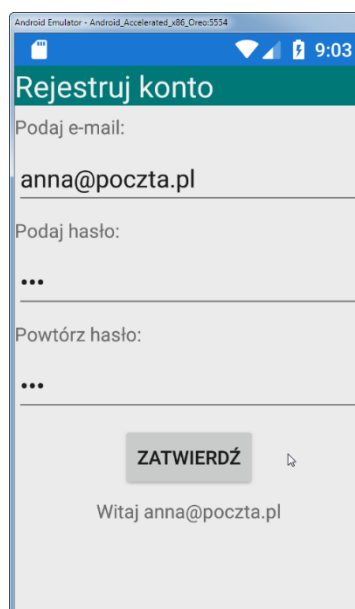 Android Emulator - Android_Accelerated_x86_Oreo:5554
9:03
Rejestruj konto
Podaj e-mail:
anna@poczta.pl
Podaj hasło:
•••
Powtórz hasło:
•••
ZATWIERDŹ
Witaj anna@poczta.pl